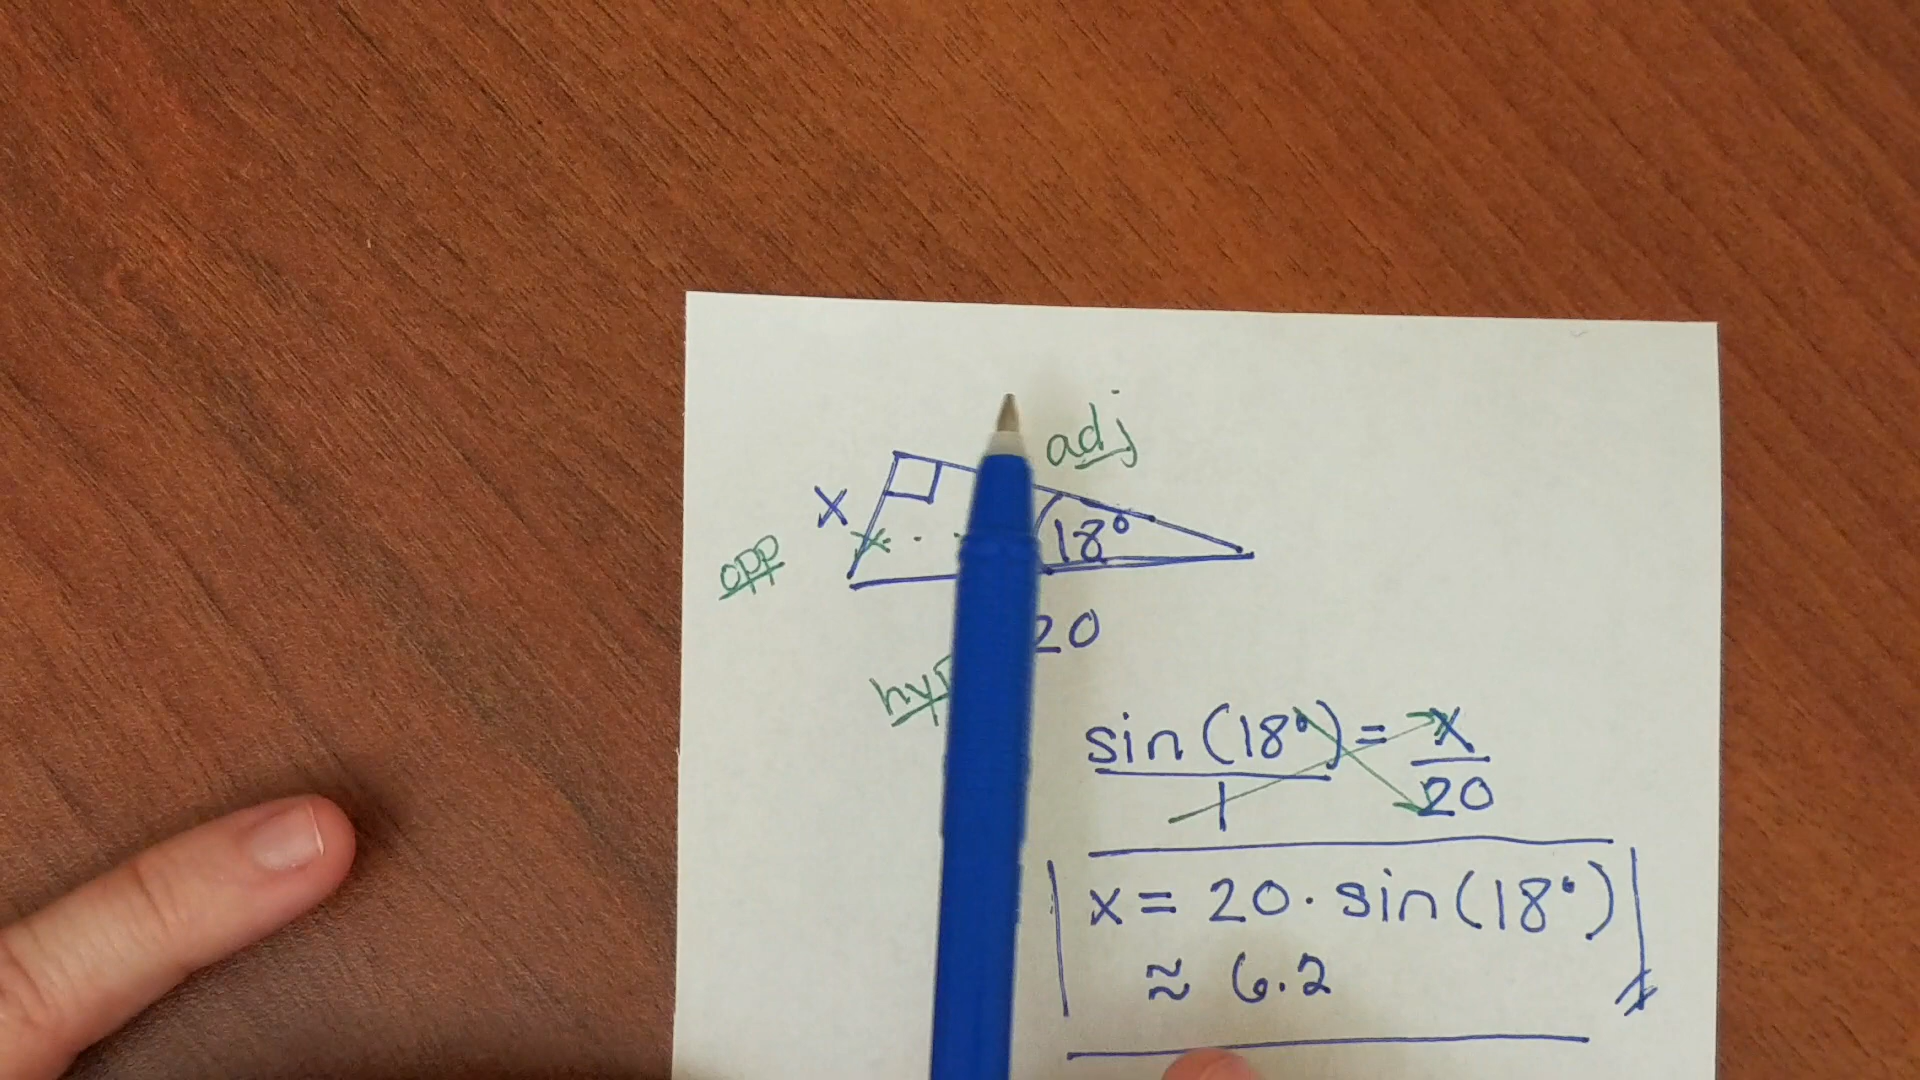 adj
x
18°
opp
20
sin(18°) = x/20
1
x = 20 · sin(18°)
≈ 6.2